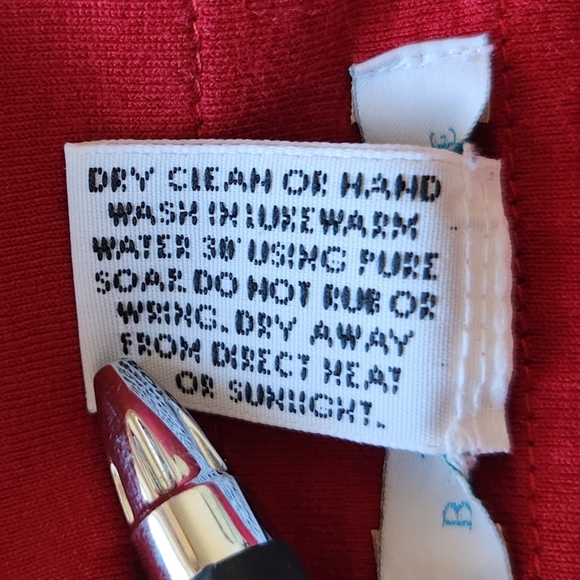 DRY CLEAN OR HAND
WASH IN LUKEWARM
WATER 30° USING PURE
SOAP. DO NOT RUB OR
WRING. DRY AWAY
FROM DIRECT HEAT
OR SUNLIGHT.
E
B